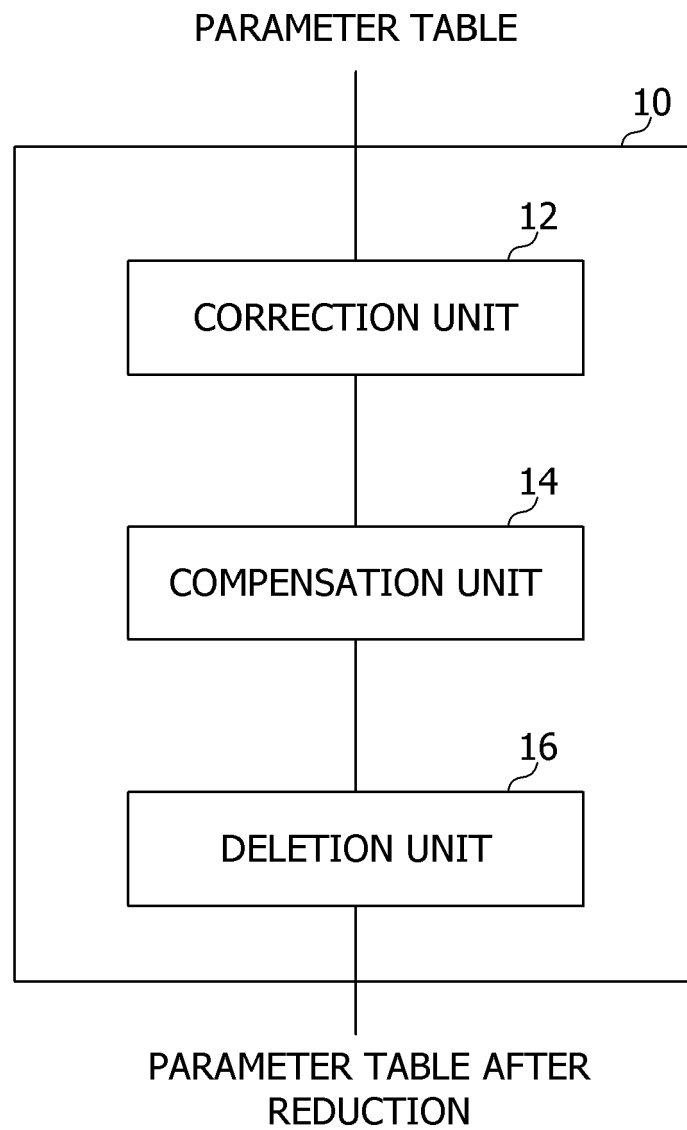 PARAMETER TABLE
10
12
CORRECTION UNIT
14
COMPENSATION UNIT
16
DELETION UNIT
PARAMETER TABLE AFTER
REDUCTION